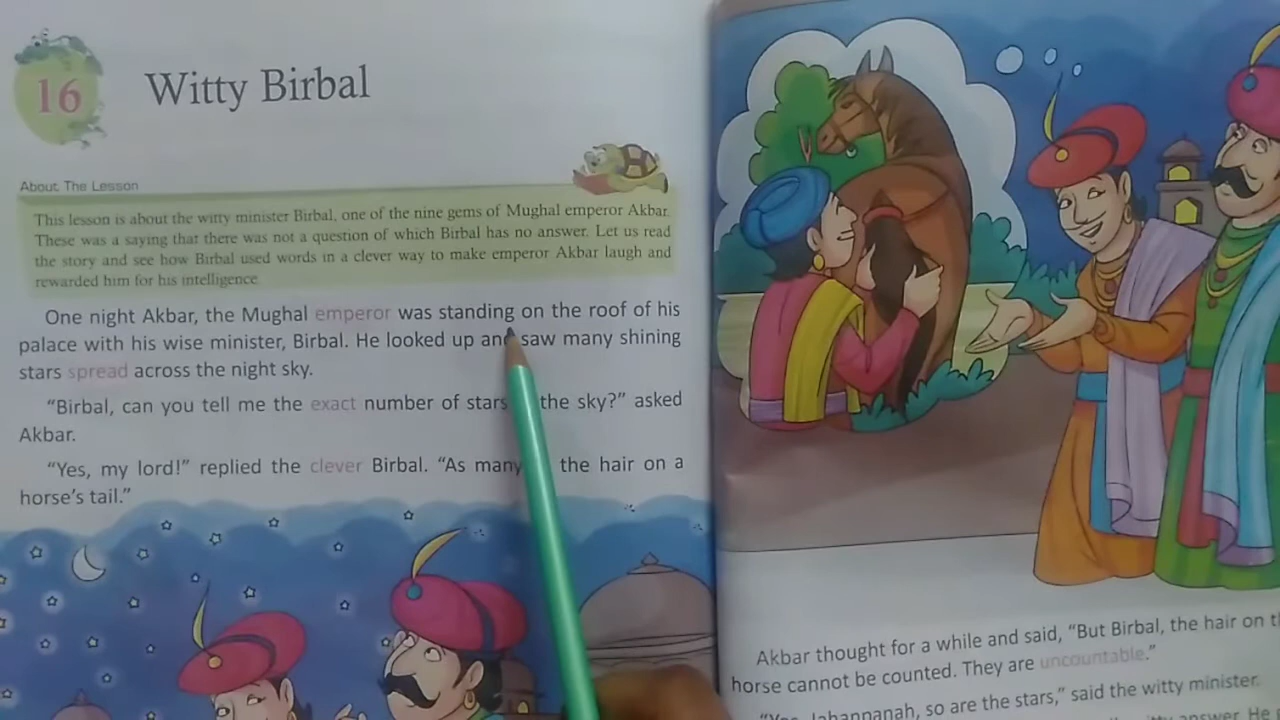 16
Witty Birbal
About The Lesson
This lesson is about the witty minister Birbal, one of the nine gems of Mughal emperor Akbar.
These was a saying that there was not a question of which Birbal has no answer. Let us read
the story and see how Birbal used words in a clever way to make emperor Akbar laugh and
rewarded him for his intelligence
One night Akbar, the Mughal emperor was standing on the roof of his
palace with his wise minister, Birbal. He looked up and saw many shining
stars spread across the night sky.
“Birbal, can you tell me the exact number of stars the sky?” asked
Akbar.
“Yes, my lord!” replied the clever Birbal. “As many the hair on a
horse’s tail.”
Akbar thought for a while and said, “But Birbal, the hair on
horse cannot be counted. They are uncountable.”
“Yes, Jahanpanah, so are the stars,” said the witty minister.
answer. He